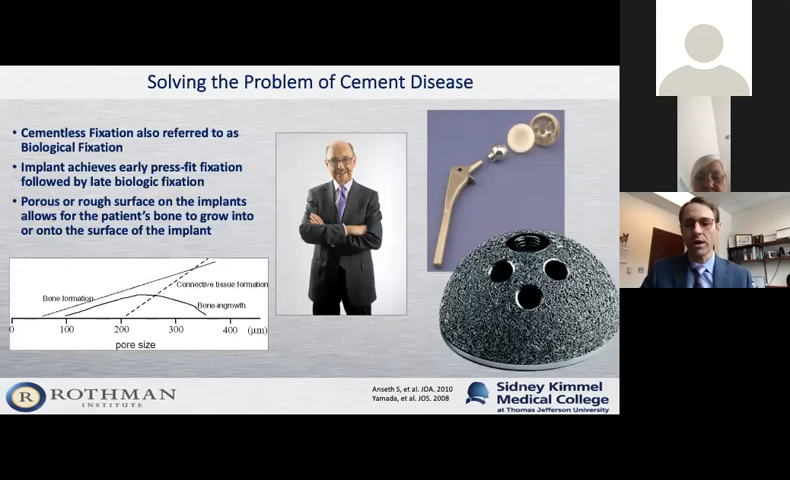 Solving the Problem of Cement Disease
• Cementless Fixation also referred to as
Biological Fixation
• Implant achieves early press-fit fixation
followed by late biologic fixation
• Porous or rough surface on the implants
allows for the patient's bone to grow into
or onto the surface of the implant
Connective tissue formation
Bone formation
Bone ingrowth
0 100 200 300 400 (μm)
pore size
R ROTHMAN
INSTITUTE
Anseth S, et al. JOA. 2010
Yamada, et al. JOS. 2008
Sidney Kimmel
Medical College
at Thomas Jefferson University